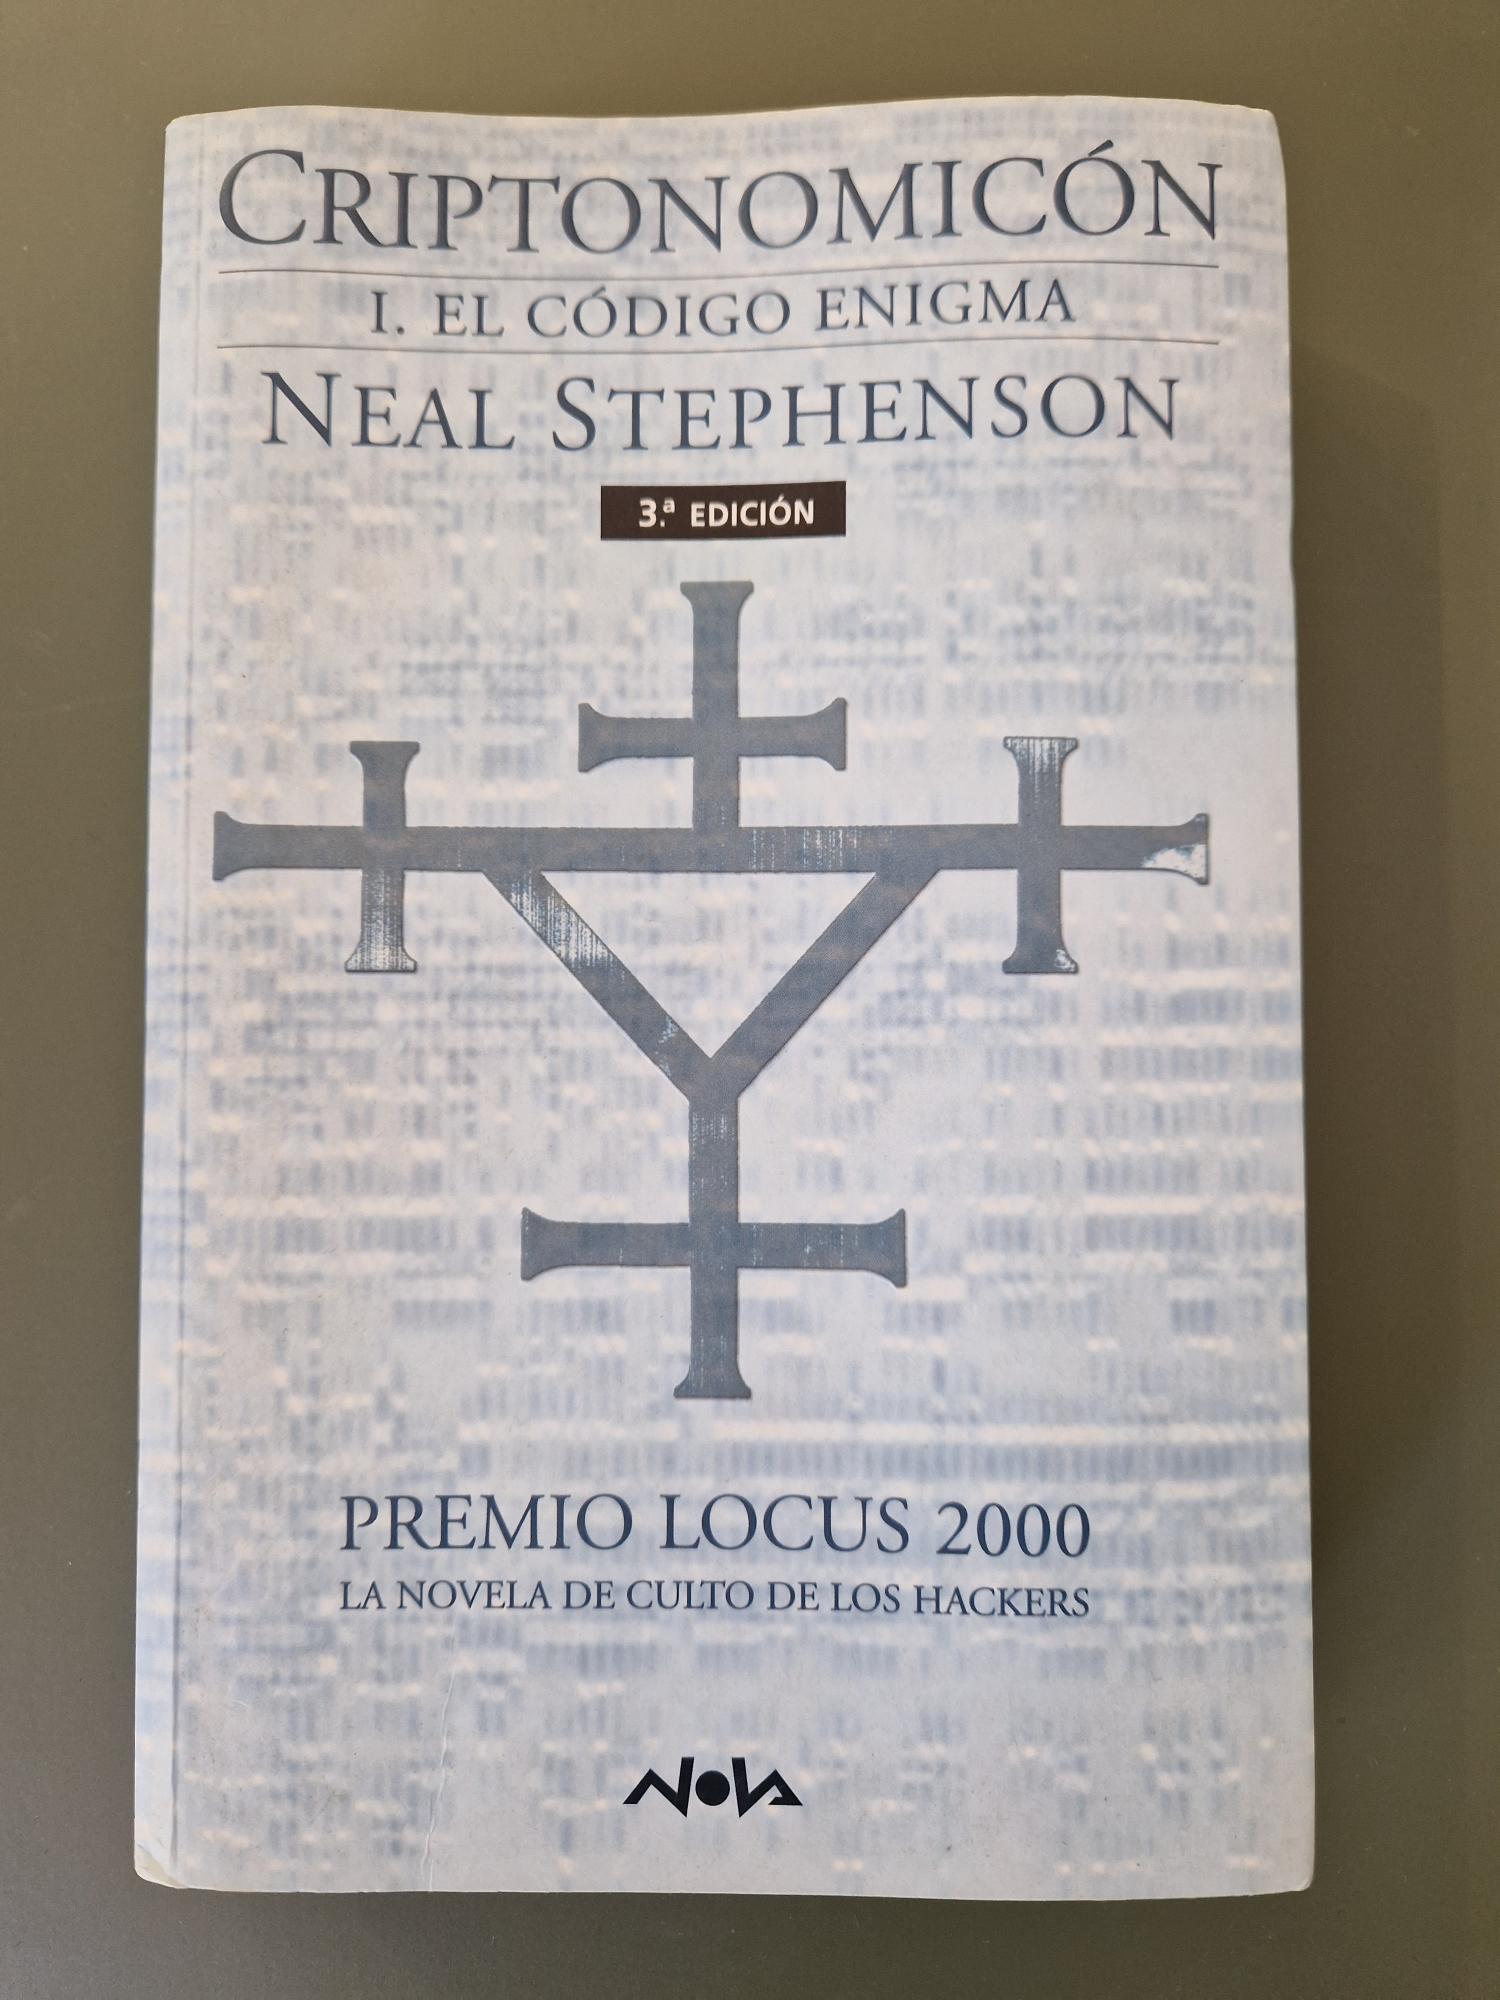 CRIPTONOMICÓN
I. EL CÓDIGO ENIGMA
NEAL STEPHENSON
3.ª EDICIÓN
PREMIO LOCUS 2000
LA NOVELA DE CULTO DE LOS HACKERS
NOVA